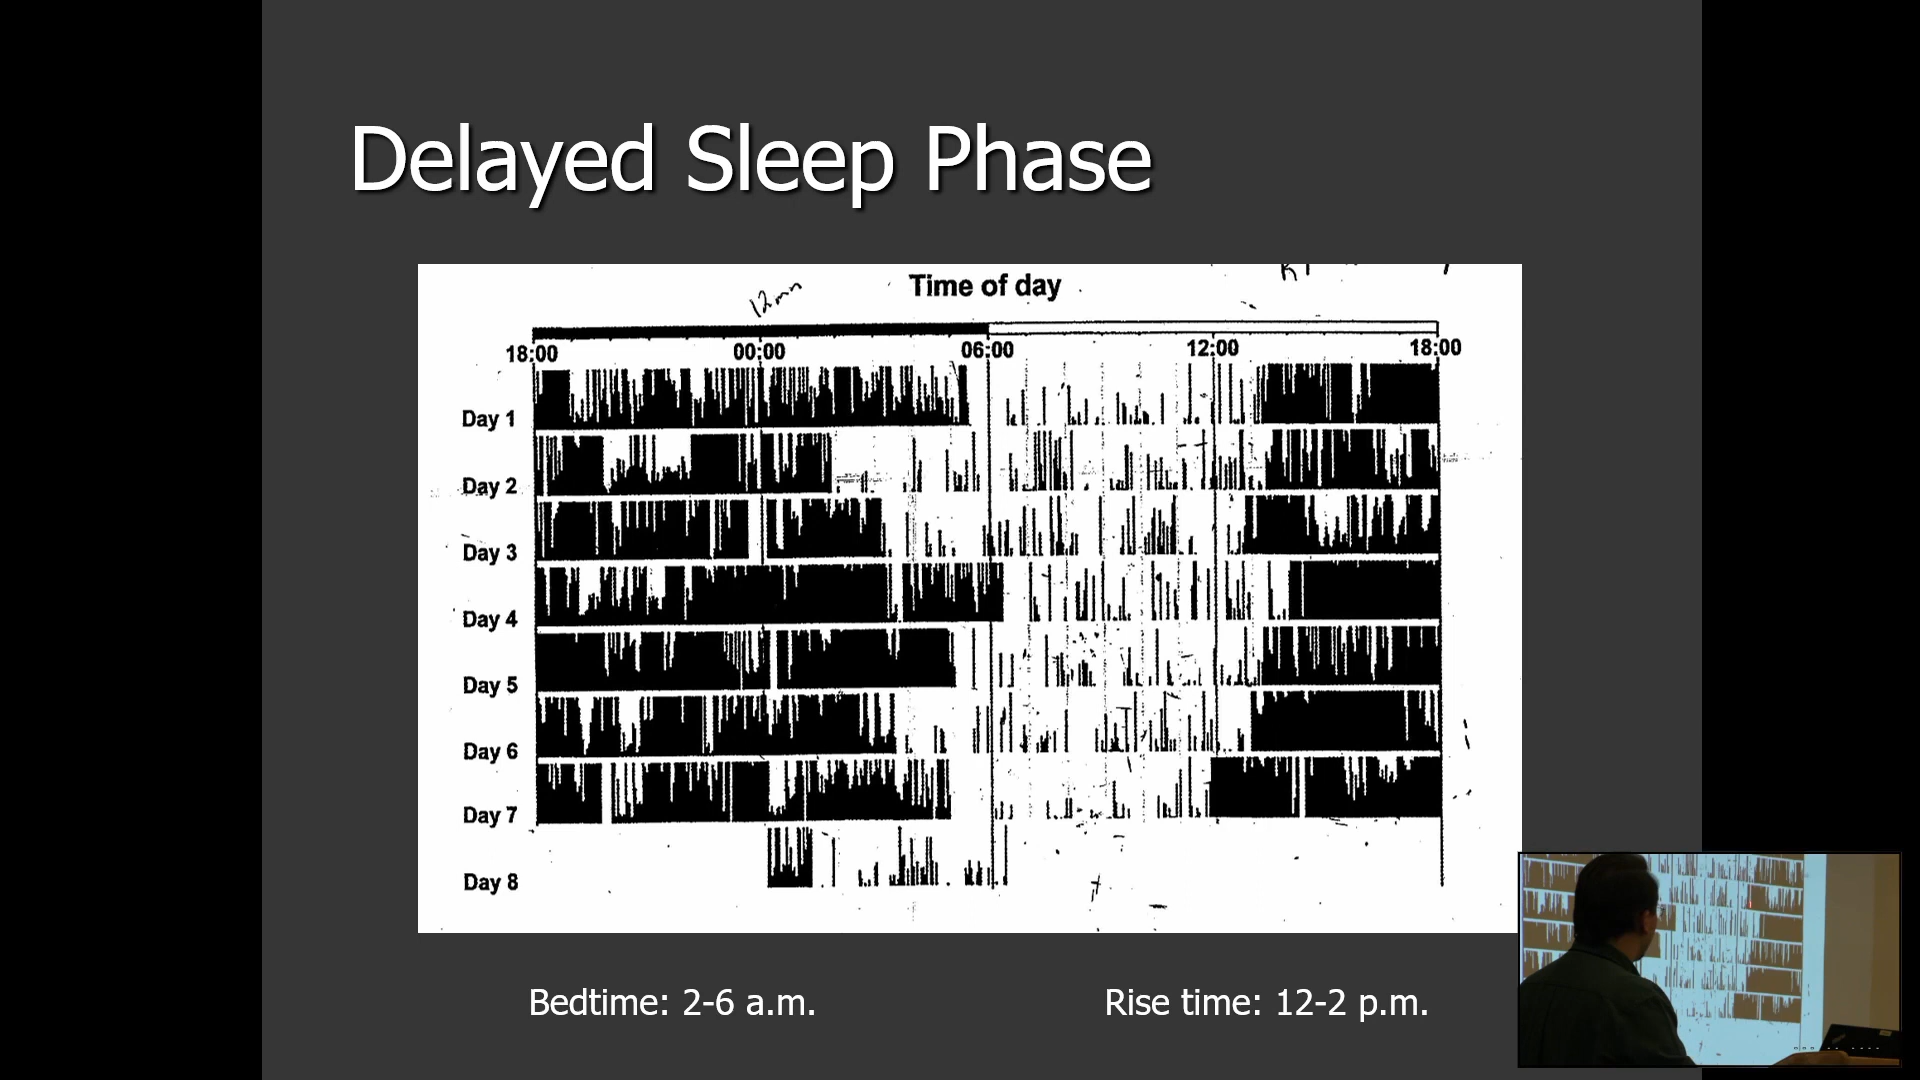 Delayed Sleep Phase
12mn
Time of day
18:00 00:00 06:00 12:00 18:00
Day 1
Day 2
Day 3
Day 4
Day 5
Day 6
Day 7
Day 8
Bedtime: 2-6 a.m.
Rise time: 12-2 p.m.